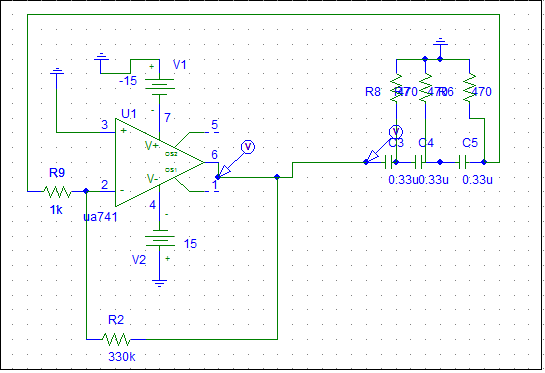 V1
-15
+
-
R8 R7 R6
470 470 470
U1
7
5
3
+
V+
OS2
6
V
V
C3 C4 C5
OS1
V-
1
R9
2
-
0.33u 0.33u 0.33u
1k
ua741
4
-
15
V2
+
R2
330k